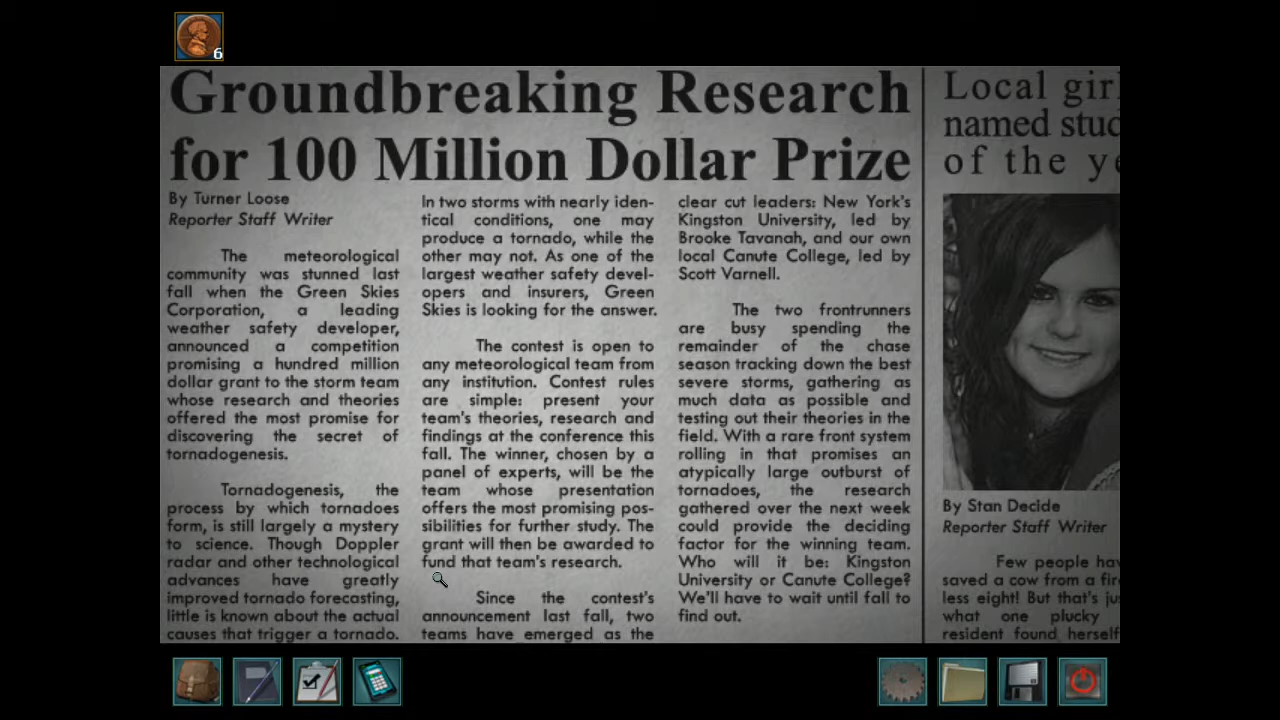 6
Groundbreaking Research
for 100 Million Dollar Prize
By Turner Loose
Reporter Staff Writer
The meteorological
community was stunned last
fall when the Green Skies
Corporation, a leading
weather safety developer,
announced a competition
promising a hundred million
dollar grant to the storm team
whose research and theories
offered the most promise for
discovering the secret of
tornadogenesis.
Tornadogenesis, the
process by which tornadoes
form, is still largely a mystery
to science. Though Doppler
radar and other technological
advances have greatly
improved tornado forecasting,
little is known about the actual
causes that trigger a tornado.
In two storms with nearly iden-
tical conditions, one may
produce a tornado, while the
other may not. As one of the
largest weather safety devel-
opers and insurers, Green
Skies is looking for the answer.
The contest is open to
any meteorological team from
any institution. Contest rules
are simple: present your
team's theories, research and
findings at the conference this
fall. The winner, chosen by a
panel of experts, will be the
team whose presentation
offers the most promising pos-
sibilities for further study. The
grant will then be awarded to
fund that team's research.
Since the contest's
announcement last fall, two
teams have emerged as the
clear cut leaders: New York's
Kingston University, led by
Brooke Tavanah, and our own
local Canute College, led by
Scott Varnell.
The two frontrunners
are busy spending the
remainder of the chase
season tracking down the best
severe storms, gathering as
much data as possible and
testing out their theories in the
field. With a rare front system
rolling in that promises an
atypically large outburst of
tornadoes, the research
gathered over the next week
could provide the deciding
factor for the winning team.
Who will it be: Kingston
University or Canute College?
We'll have to wait until fall to
find out.
Local girl
named stud
of the ye
By Stan Decide
Reporter Staff Writer
Few people hav
saved a cow from a fire
less eight! But that's jus
what one plucky
resident found herself